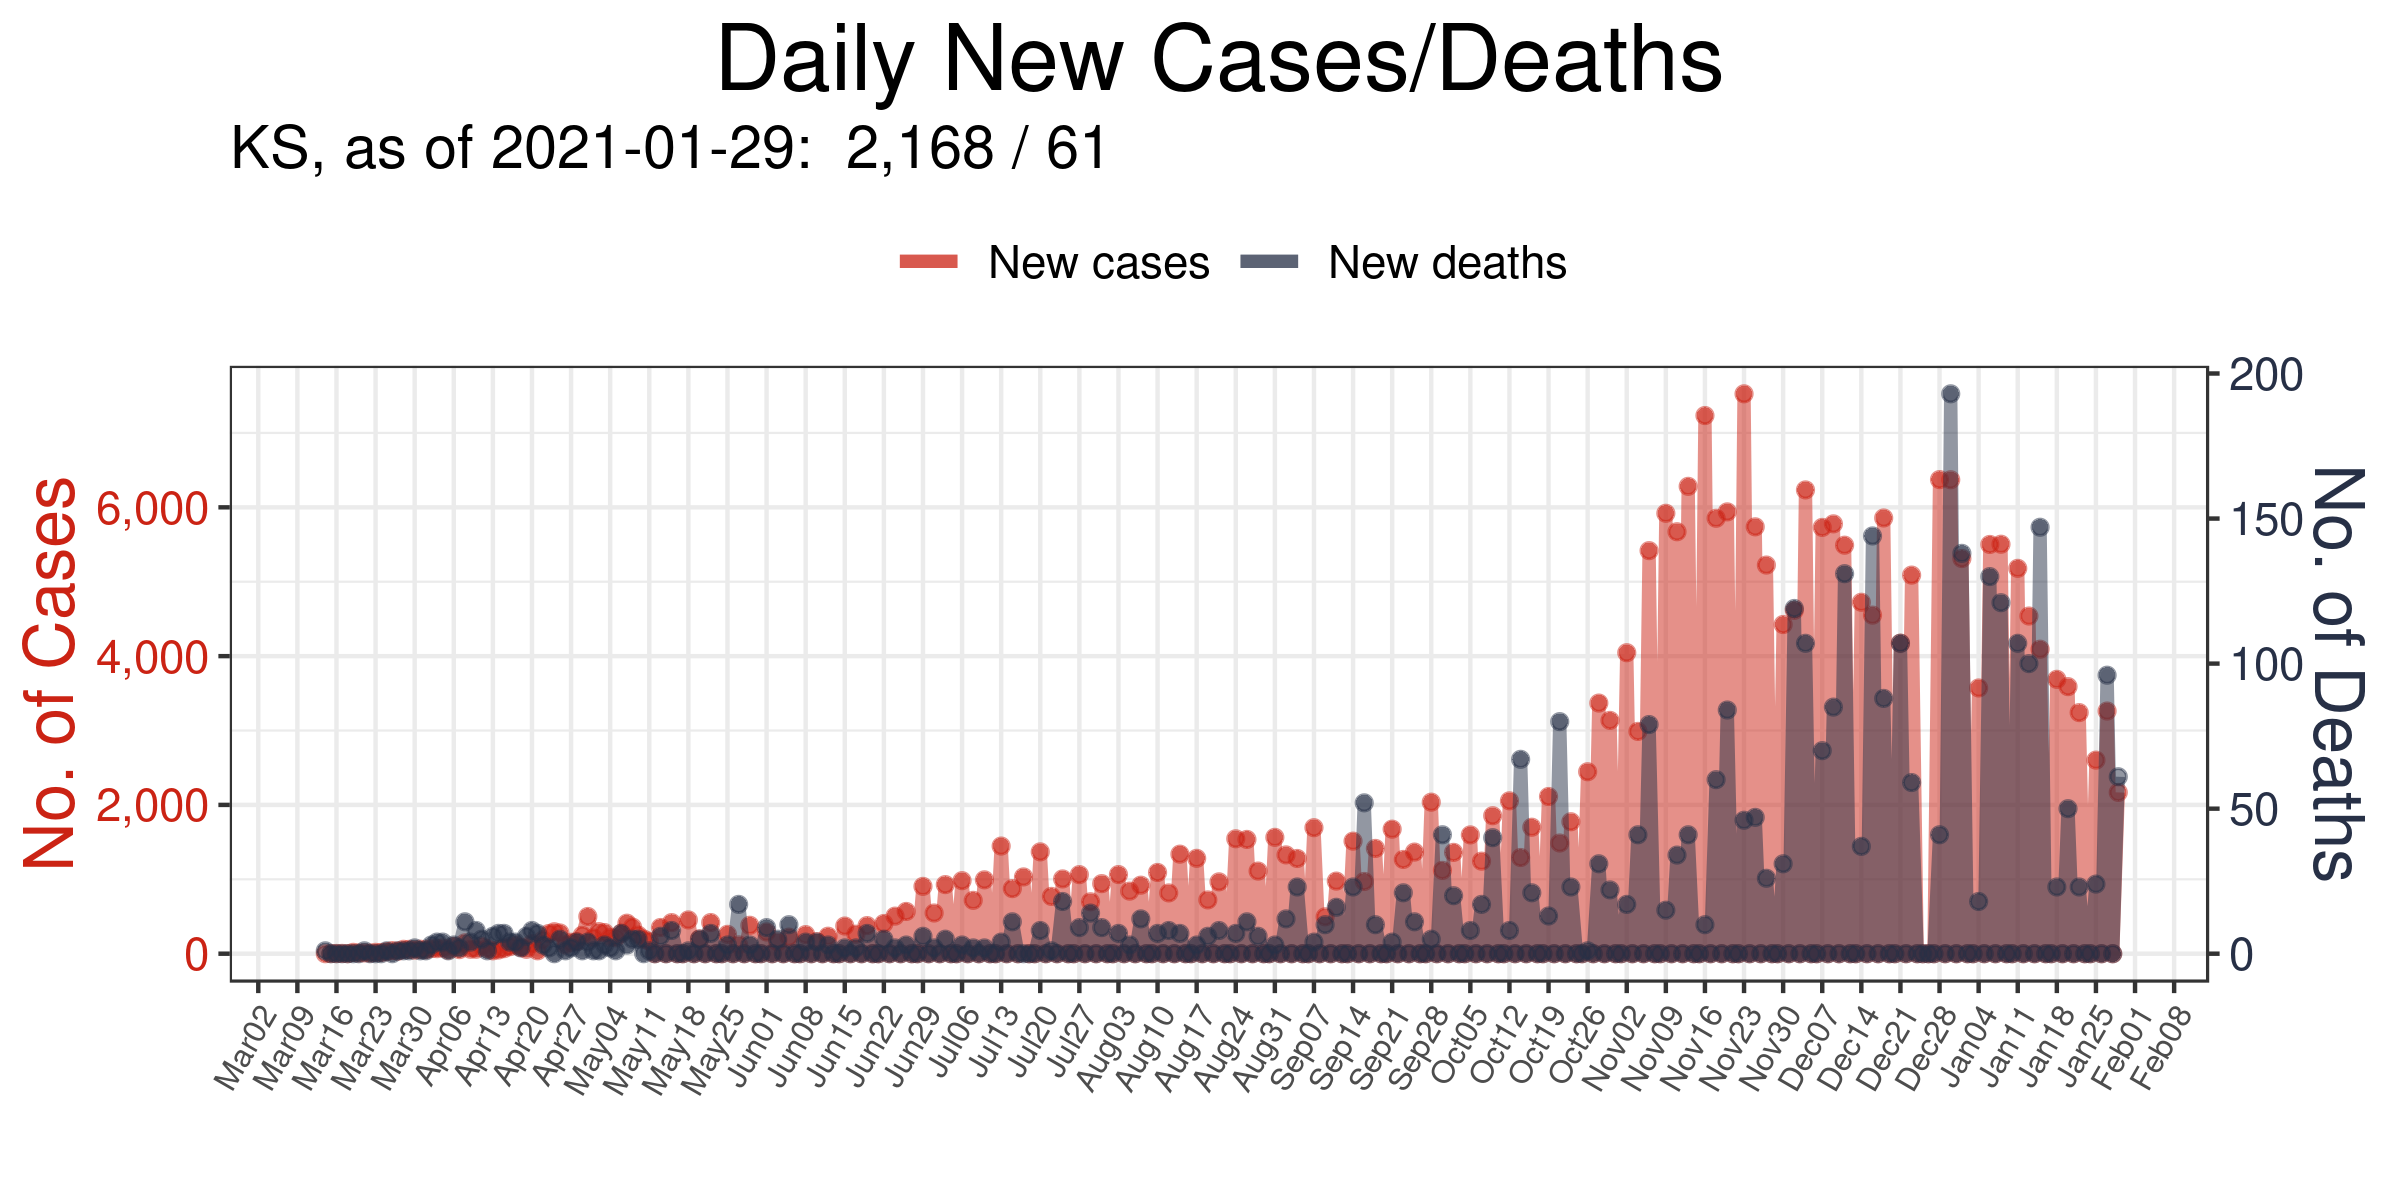 Daily New Cases/Deaths
KS, as of 2021-01-29:  2,168 / 61
New cases New deaths
No. of Cases
6,000
4,000
2,000
0
200
150
100
50
0
No. of Deaths
Mar02 Mar09 Mar16 Mar23 Mar30 Apr06 Apr13 Apr20 Apr27 May04 May11 May18 May25 Jun01 Jun08 Jun15 Jun22 Jun29 Jul06 Jul13 Jul20 Jul27 Aug03 Aug10 Aug17 Aug24 Aug31 Sep07 Sep14 Sep21 Sep28 Oct05 Oct12 Oct19 Oct26 Nov02 Nov09 Nov16 Nov23 Nov30 Dec07 Dec14 Dec21 Dec28 Jan04 Jan11 Jan18 Jan25 Feb01 Feb08